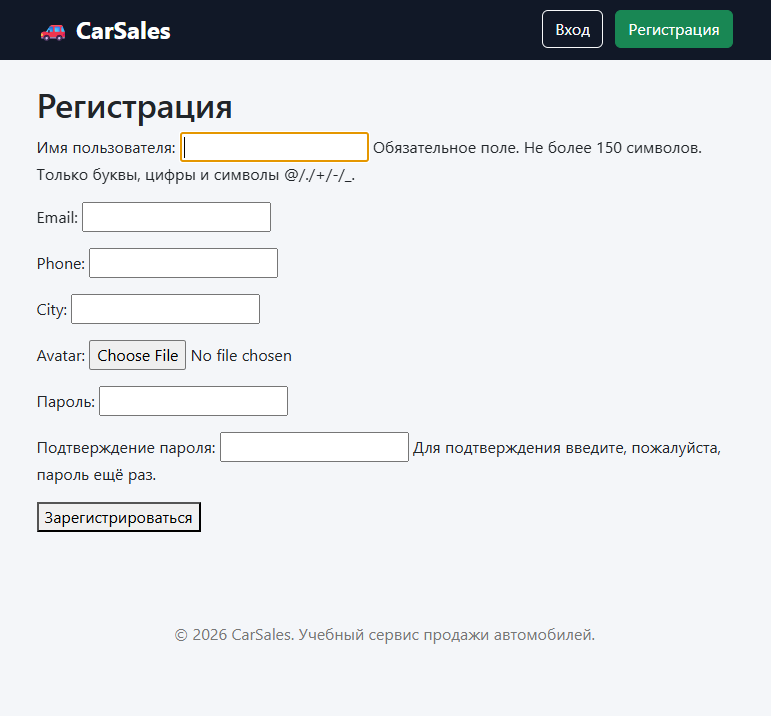 CarSales
Вход
Регистрация
Регистрация
Имя пользователя: Обязательное поле. Не более 150 символов.
Только буквы, цифры и символы @/./+/-/_.
Email:
Phone:
City:
Avatar: Choose File No file chosen
Пароль:
Подтверждение пароля: Для подтверждения введите, пожалуйста,
пароль ещё раз.
Зарегистрироваться
© 2026 CarSales. Учебный сервис продажи автомобилей.